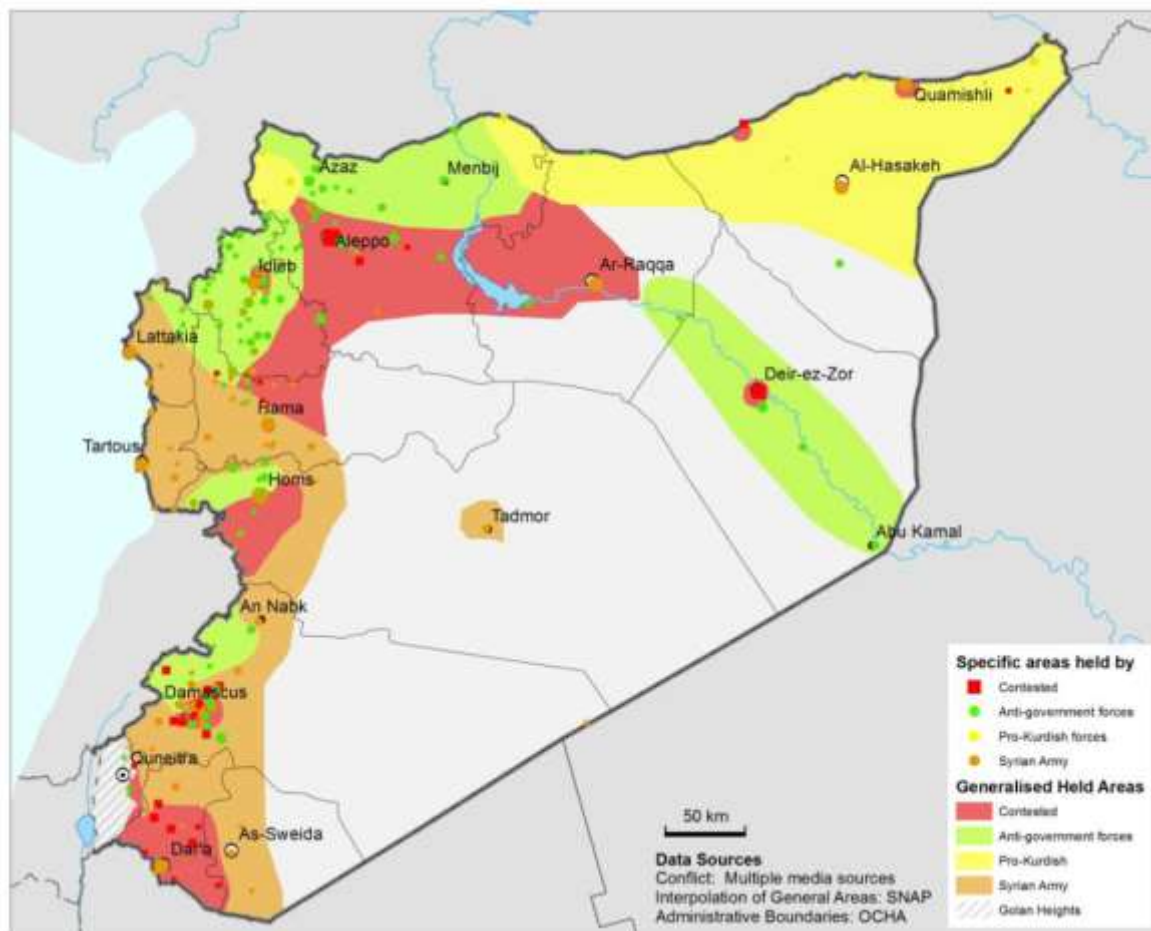 Quamishli
Azaz
Menbij
Al-Hasakeh
Aleppo
Idleb
Ar-Raqqa
Lattakia
Deir-ez-Zor
Hama
Tartous
Homs
Tadmor
Abu Kamal
An Nabk
Damascus
Quneitra
As-Sweida
Dar'a
50 km
Data Sources
Conflict: Multiple media sources
Interpolation of General Areas: SNAP
Administrative Boundaries: OCHA
Specific areas held by
Contested
Anti-government forces
Pro-Kurdish forces
Syrian Army
Generalised Held Areas
Contested
Anti-government forces
Pro-Kurdish
Syrian Army
Golan Heights